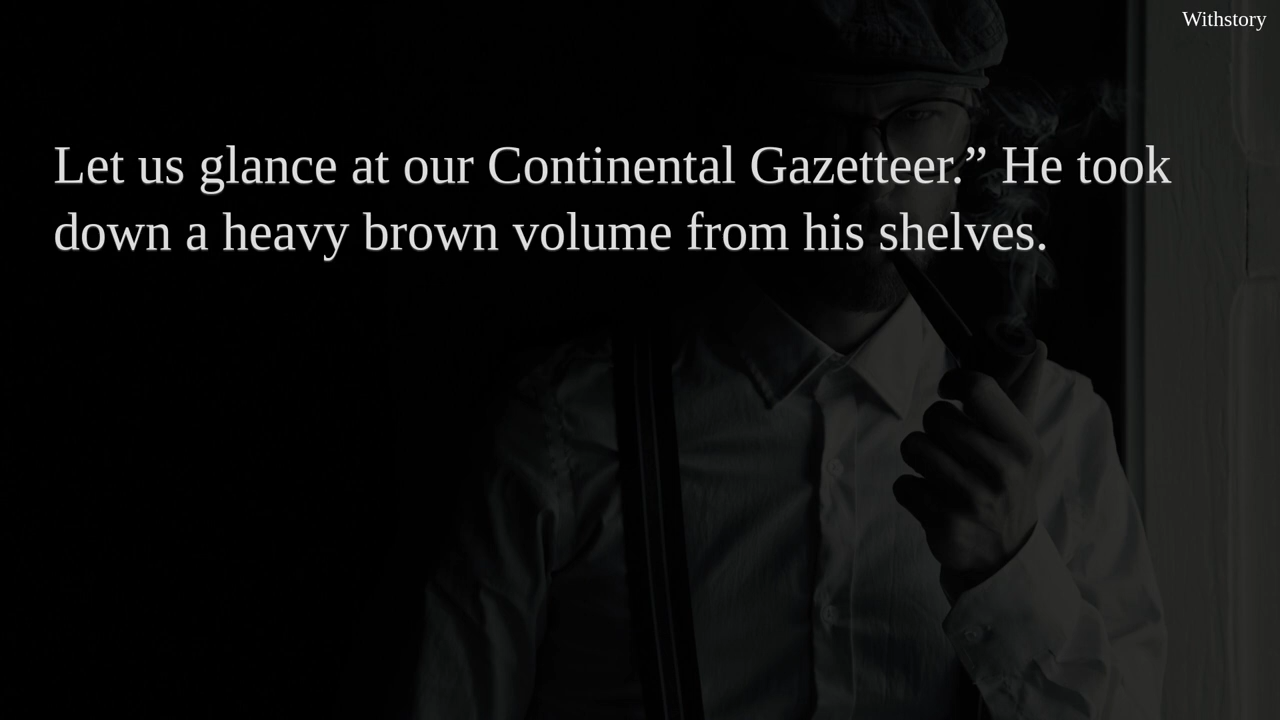 Withstory
Let us glance at our Continental Gazetteer.” He took
down a heavy brown volume from his shelves.